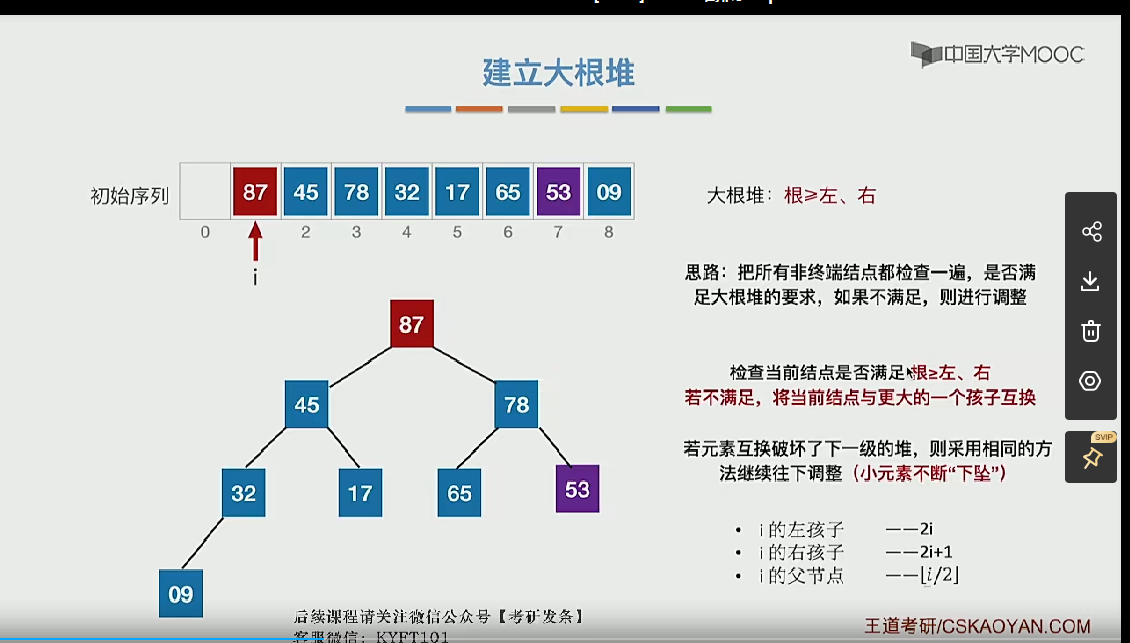 中国大学MOOC
建立大根堆
初始序列 87 45 78 32 17 65 53 09
0 2 3 4 5 6 7 8
i
大根堆：根≥左、右
思路：把所有非终端结点都检查一遍，是否满
足大根堆的要求，如果不满足，则进行调整
87
45 78
检查当前结点是否满足根≥左、右
若不满足，将当前结点与更大的一个孩子互换
32 17 65 53
若元素互换破坏了下一级的堆，则采用相同的方
法继续往下调整（小元素不断“下坠”）
• i 的左孩子 ——2i
• i 的右孩子 ——2i+1
• i 的父节点 ——⌊i/2⌋
09
后续课程请关注微信公众号【考研发条】
客服微信：KYFT101
王道考研/CSKAOYAN.COM
SVIP